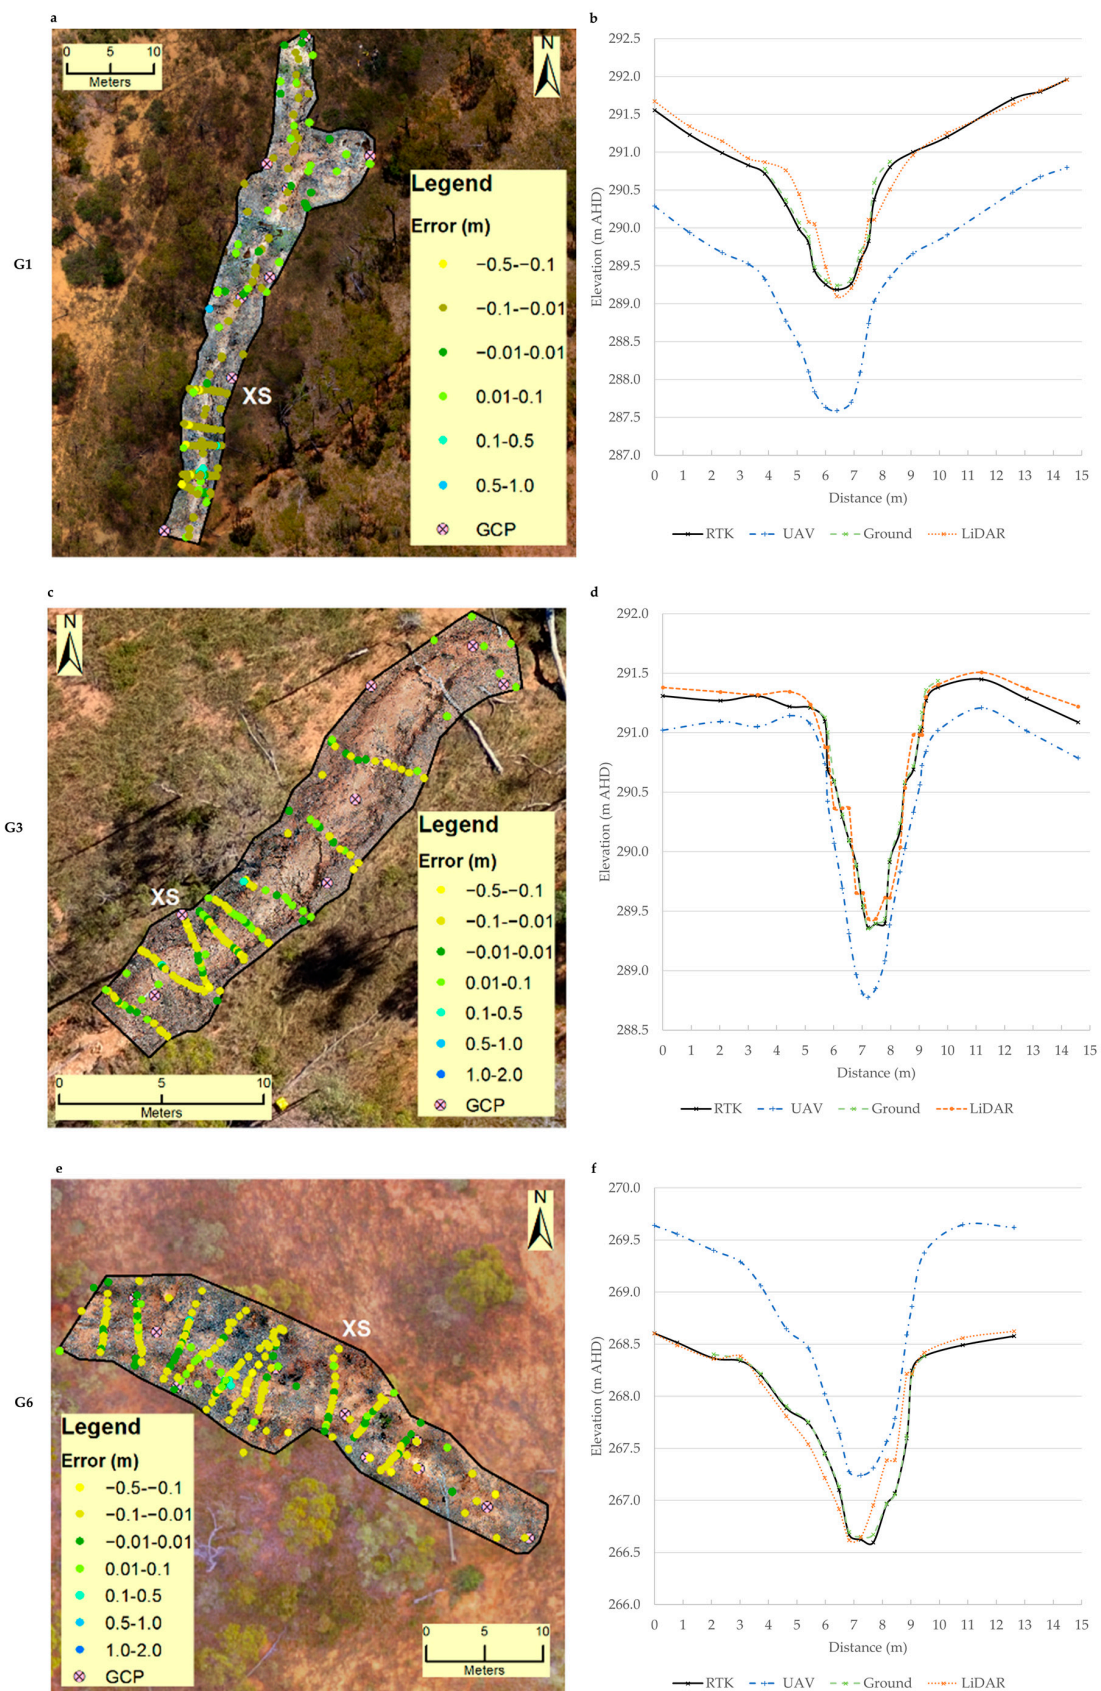 a
0 5 10
Meters
N
G1
XS
Legend
Error (m)
−0.5-−0.1
−0.1-−0.01
−0.01-0.01
0.01-0.1
0.1-0.5
0.5-1.0
GCP
b
292.5
292.0
291.5
291.0
290.5
290.0
289.5
289.0
288.5
288.0
287.5
287.0
Elevation (m AHD)
0 1 2 3 4 5 6 7 8 9 10 11 12 13 14 15
Distance (m)
RTK UAV Ground LiDAR
c
N
G3
XS
Legend
Error (m)
−0.5-−0.1
−0.1-−0.01
−0.01-0.01
0.01-0.1
0.1-0.5
0.5-1.0
1.0-2.0
GCP
0 5 10
Meters
d
292.0
291.5
291.0
290.5
290.0
289.5
289.0
288.5
Elevation (m AHD)
0 1 2 3 4 5 6 7 8 9 10 11 12 13 14 15
Distance (m)
RTK UAV Ground LiDAR
e
N
XS
G6
Legend
Error (m)
−0.5-−0.1
−0.1-−0.01
−0.01-0.01
0.01-0.1
0.1-0.5
0.5-1.0
1.0-2.0
GCP
0 5 10
Meters
f
270.0
269.5
269.0
268.5
268.0
267.5
267.0
266.5
266.0
Elevation (m AHD)
0 1 2 3 4 5 6 7 8 9 10 11 12 13 14 15
Distance (m)
RTK UAV Ground LiDAR